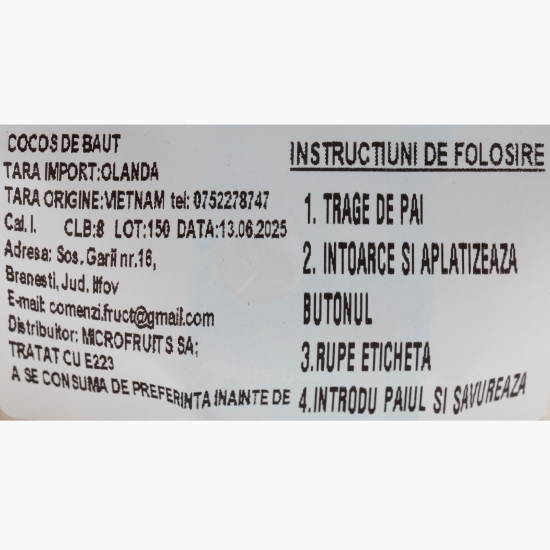 COCOS DE BAUT
TARA IMPORT:OLANDA
TARA ORIGINE:VIETNAM tel: 0752278747
Cal. I. CLB:8 LOT:150 DATA:13.06.2025
Adresa: Sos. Garii nr.16,
Branesti, Jud. Ilfov
E-mail: comenzi.fruct@gmail.com
Distribuitor: MICROFRUITS SA;
TRATAT CU E223
A SE CONSUMA DE PREFERINTA INAINTE DE
INSTRUCTIUNI DE FOLOSIRE
1. TRAGE DE PAI
2. INTOARCE SI APLATIZEAZA
BUTONUL
3.RUPE ETICHETA
4.INTRODU PAIUL SI SAVUREAZA